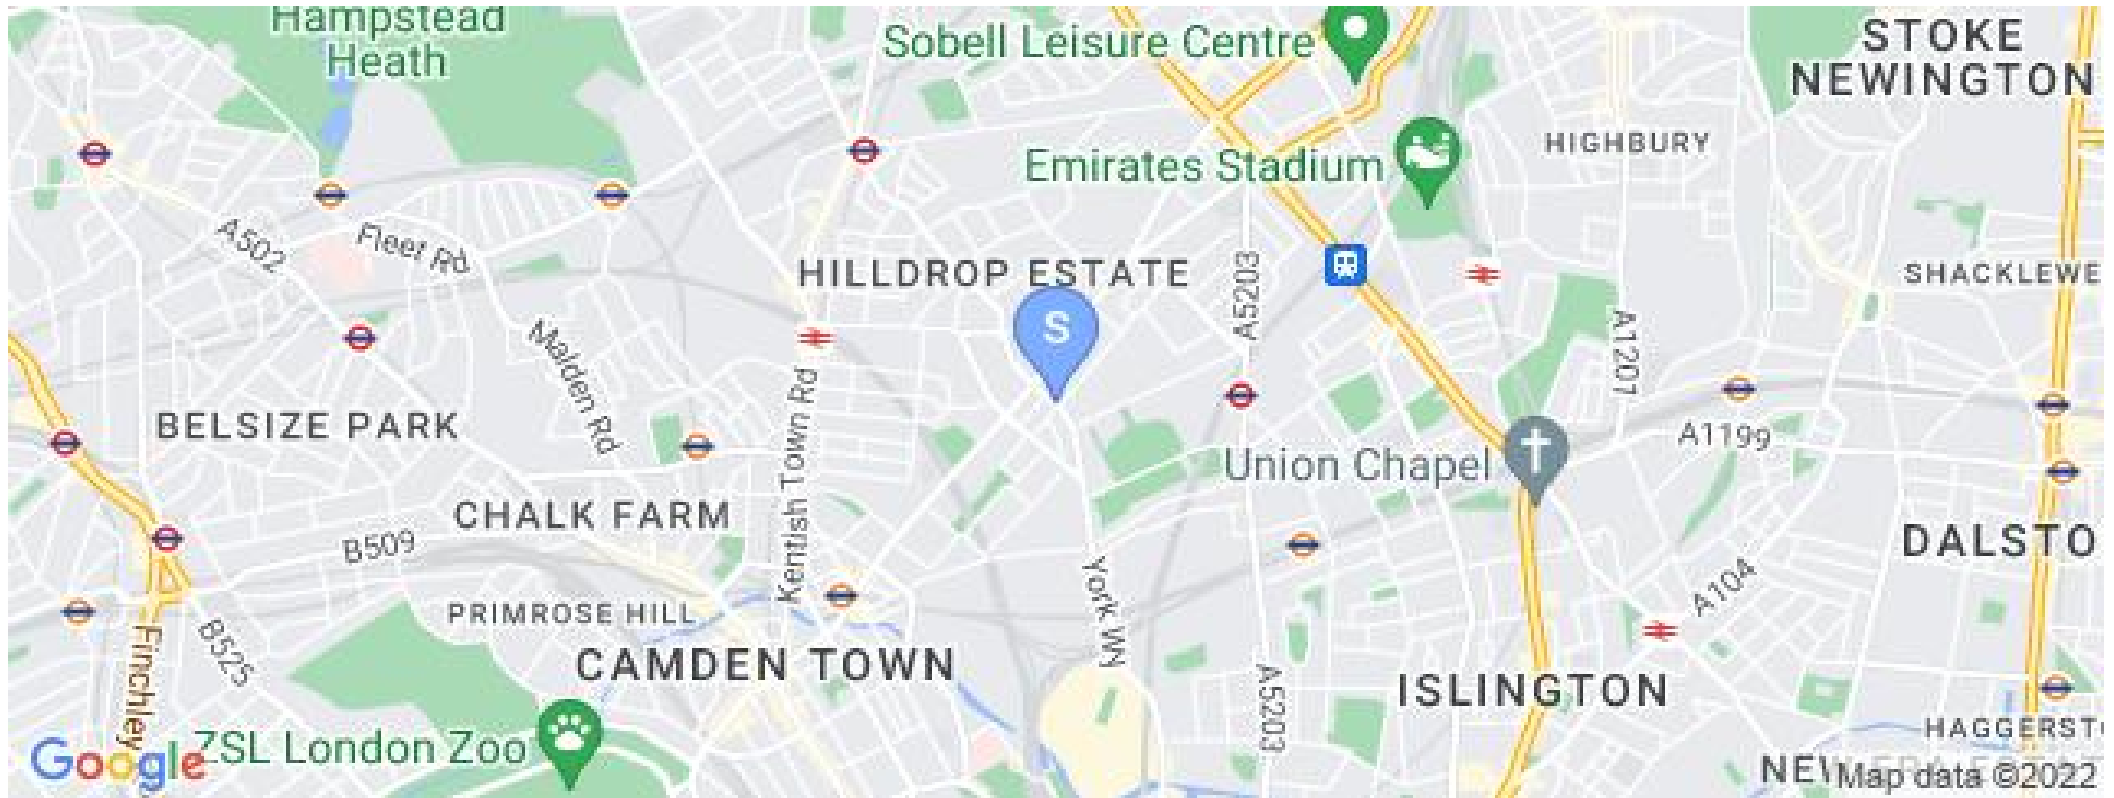 Hampstead
Heath
Sobell Leisure Centre
STOKE
NEWINGTON
HIGHBURY
Emirates Stadium
A502
Fleet Rd
HILLDROP ESTATE
A5203
SHACKLEWE
S
Malden Rd
A1201
BELSIZE PARK
Kentish Town Rd
A1199
Union Chapel
CHALK FARM
B509
DALSTO
York Wy
A104
PRIMROSE HILL
B525
Finchley
CAMDEN TOWN
A5203
ISLINGTON
HAGGERST
ZSL London Zoo
Google
NE
Map data ©2022